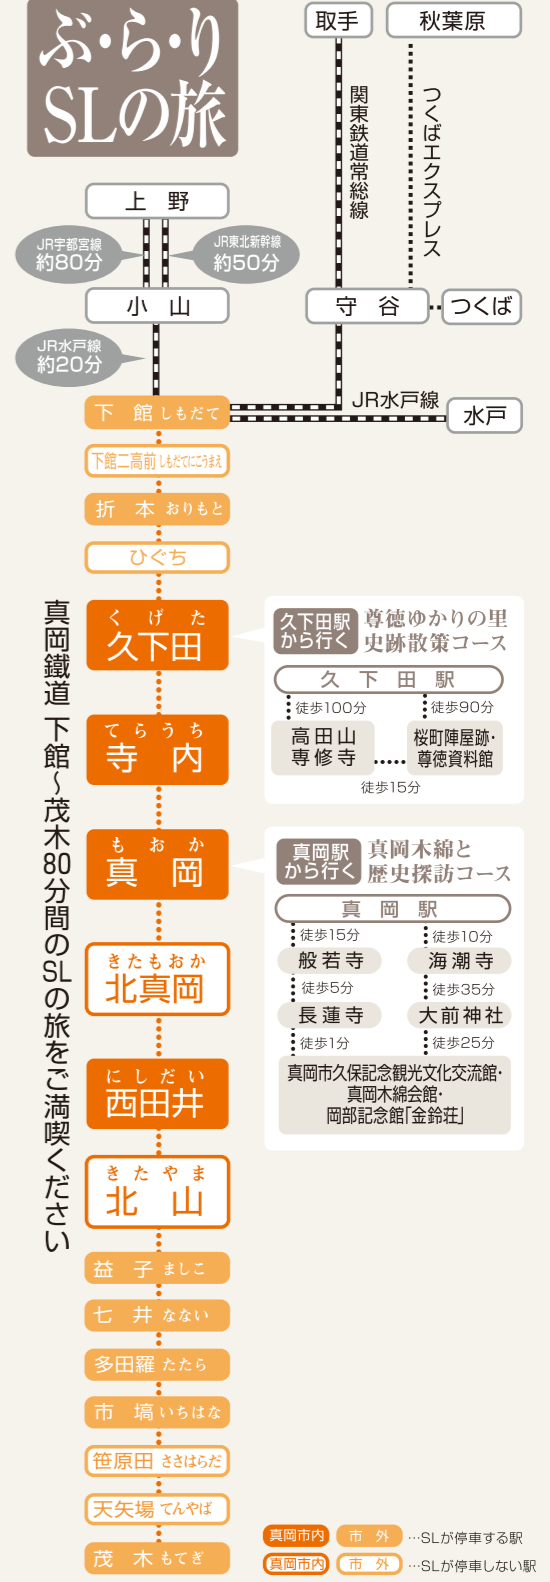 ぶ・ら・り
SLの旅
取手
秋葉原
関東鉄道常総線
つくばエクスプレス
上 野
JR宇都宮線
約80分
JR東北新幹線
約50分
小 山
守 谷
つくば
JR水戸線
約20分
JR水戸線
水戸
下 館 しもだて
下館二高前 しもだてにこうまえ
折 本 おりもと
ひぐち
真岡鐵道 下館〜茂木80分間のSLの旅をご満喫ください
くげた
久下田
てらうち
寺 内
もおか
真 岡
きたもおか
北真岡
にしだい
西田井
きたやま
北 山
益 子 ましこ
七 井 なない
多田羅 たたら
市 塙 いちはな
笹原田 ささはらだ
天矢場 てんやば
茂 木 もてぎ
久下田駅
から行く
尊徳ゆかりの里
史跡散策コース
久 下 田 駅
徒歩100分
徒歩90分
高田山
専修寺
桜町陣屋跡・
尊徳資料館
徒歩15分
真岡駅
から行く
真岡木綿と
歴史探訪コース
真 岡 駅
徒歩15分
徒歩10分
般若寺
海潮寺
徒歩5分
徒歩35分
長蓮寺
大前神社
徒歩1分
徒歩25分
真岡市久保記念観光文化交流館・
真岡木綿会館・
岡部記念館「金鈴荘」
真岡市内 市 外 …SLが停車する駅
真岡市内 市 外 …SLが停車しない駅